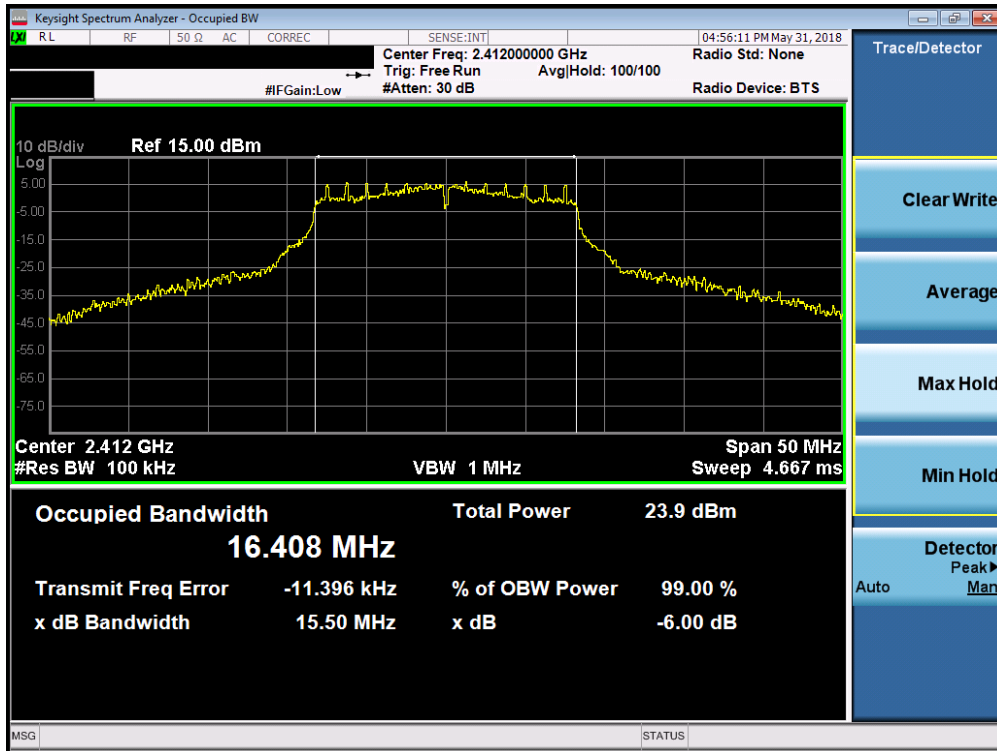 Keysight Spectrum Analyzer - Occupied BW
LXI RL RF 50 Ω AC CORREC SENSE:INT 04:56:11 PM May 31, 2018
Center Freq: 2.412000000 GHz Radio Std: None
Trig: Free Run Avg|Hold: 100/100
#IFGain:Low #Atten: 30 dB Radio Device: BTS
10 dB/div Ref 15.00 dBm
Log
5.00
-5.00
-15.0
-25.0
-35.0
-45.0
-55.0
-65.0
-75.0
Center 2.412 GHz Span 50 MHz
#Res BW 100 kHz VBW 1 MHz Sweep 4.667 ms
Occupied Bandwidth Total Power 23.9 dBm
16.408 MHz
Transmit Freq Error -11.396 kHz % of OBW Power 99.00 %
x dB Bandwidth 15.50 MHz x dB -6.00 dB
MSG STATUS
Trace/Detector
Clear Write
Average
Max Hold
Min Hold
Detector
Peak▶
Auto Man